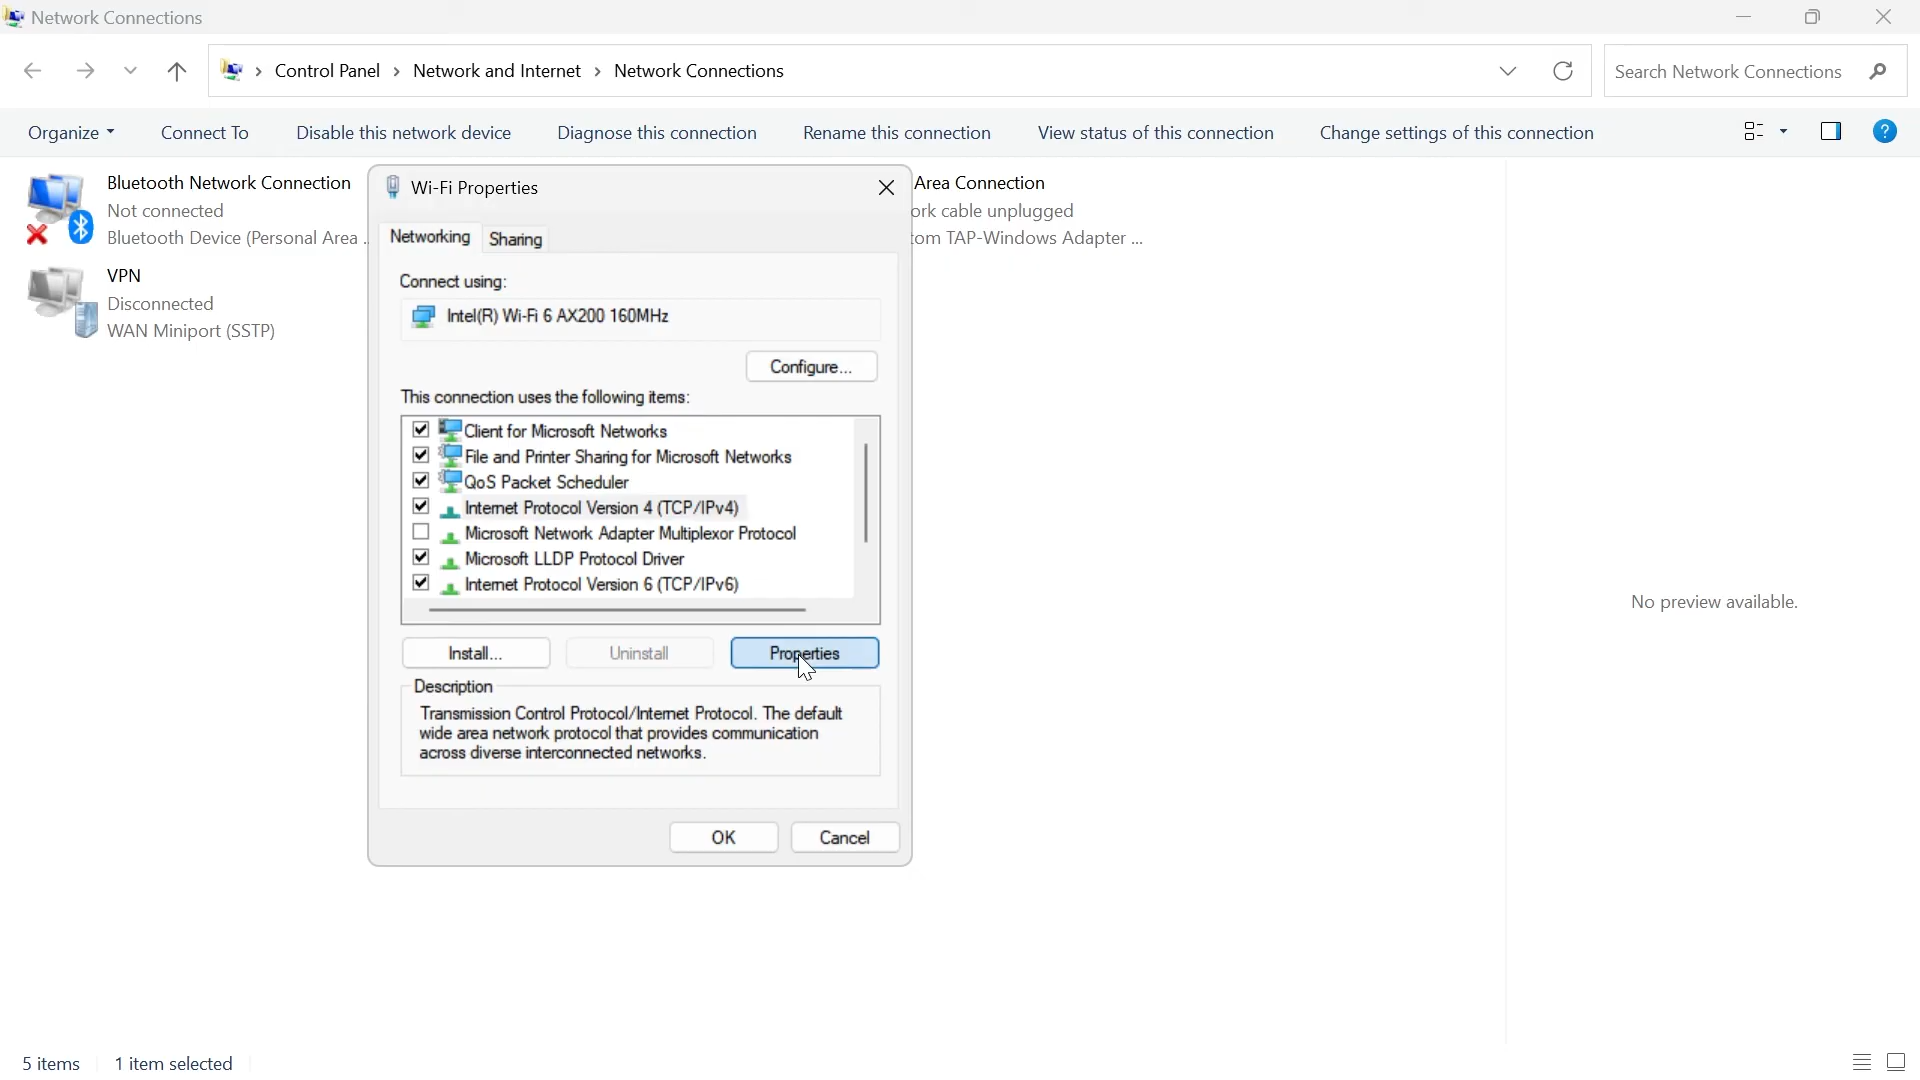 Network Connections
Control Panel > Network and Internet > Network Connections
Search Network Connections
Organize
Connect To
Disable this network device
Diagnose this connection
Rename this connection
View status of this connection
Change settings of this connection
Bluetooth Network Connection
Not connected
Bluetooth Device (Personal Area ..
VPN
Disconnected
WAN Miniport (SSTP)
Wi-Fi Properties
Networking
Sharing
Connect using:
Intel(R) Wi-Fi 6 AX200 160MHz
Configure...
This connection uses the following items:
Client for Microsoft Networks
File and Printer Sharing for Microsoft Networks
QoS Packet Scheduler
Internet Protocol Version 4 (TCP/IPv4)
Microsoft Network Adapter Multiplexor Protocol
Microsoft LLDP Protocol Driver
Internet Protocol Version 6 (TCP/IPv6)
Install...
Uninstall
Properties
Description
Transmission Control Protocol/Internet Protocol. The default
wide area network protocol that provides communication
across diverse interconnected networks.
OK
Cancel
Area Connection
ork cable unplugged
om TAP-Windows Adapter ...
No preview available.
5 items
1 item selected